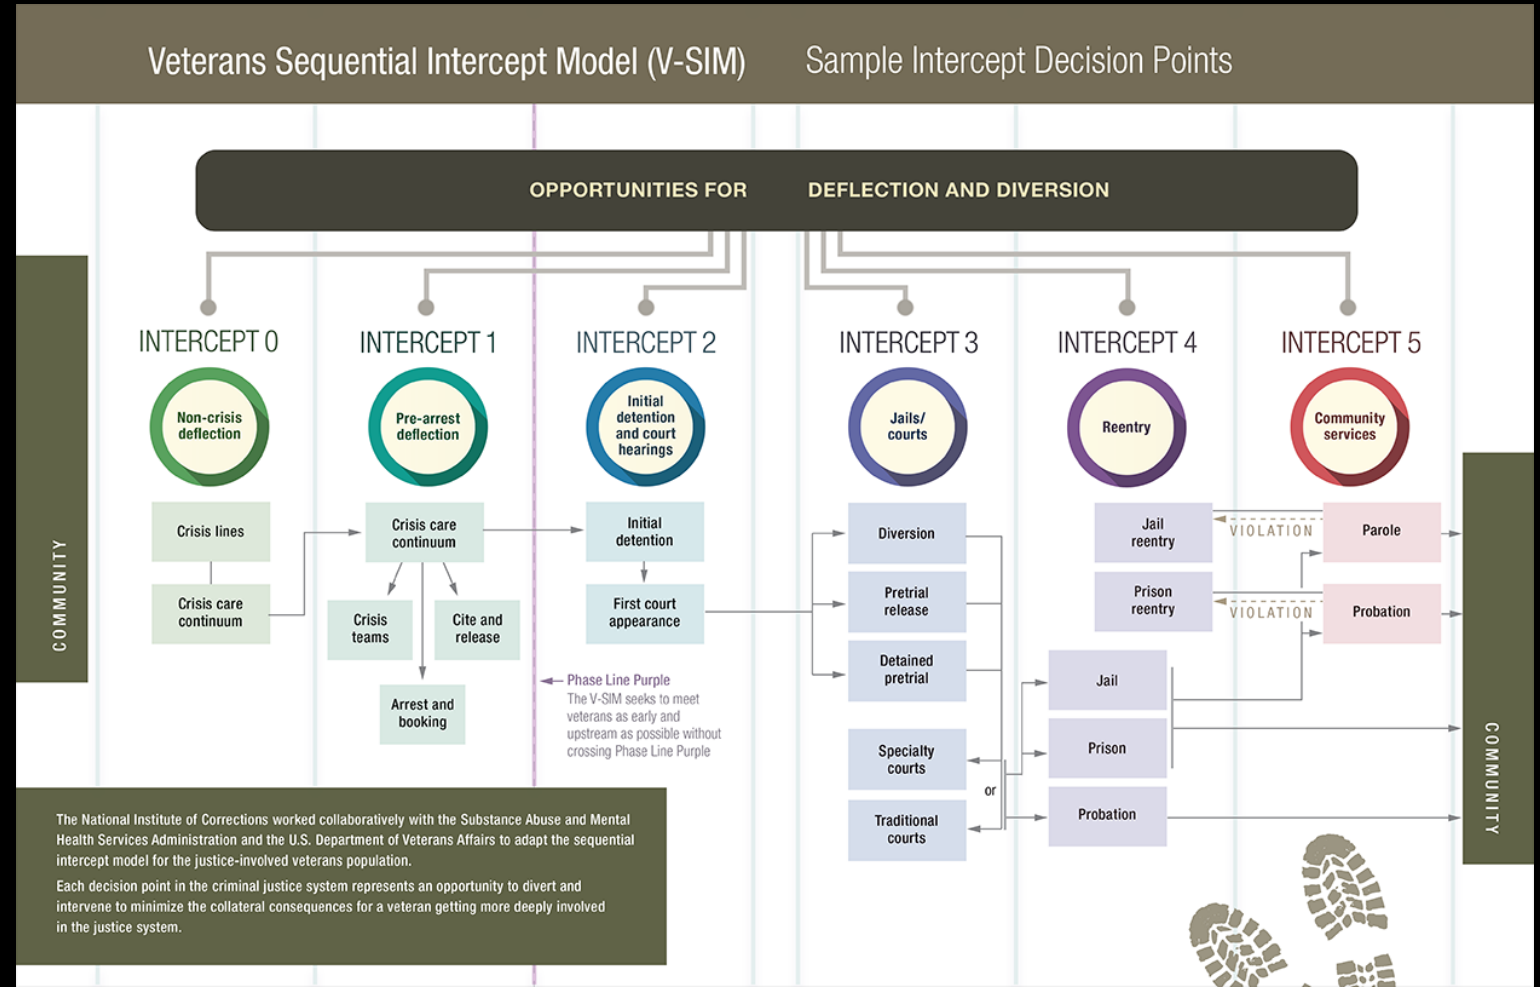 Veterans Sequential Intercept Model (V-SIM)
Sample Intercept Decision Points
OPPORTUNITIES FOR DEFLECTION AND DIVERSION
COMMUNITY
INTERCEPT 0
Non-crisis
deflection
Crisis lines
Crisis care
continuum
INTERCEPT 1
Pre-arrest
deflection
Crisis care
continuum
Crisis
teams
Cite and
release
Arrest and
booking
INTERCEPT 2
Initial
detention
and court
hearings
Initial
detention
First court
appearance
Phase Line Purple
The V-SIM seeks to meet
veterans as early and
upstream as possible without
crossing Phase Line Purple
INTERCEPT 3
Jails/
courts
Diversion
Pretrial
release
Detained
pretrial
Specialty
courts
or
Traditional
courts
INTERCEPT 4
Reentry
Jail
reentry
Prison
reentry
Jail
Prison
Probation
INTERCEPT 5
Community
services
VIOLATION
Parole
VIOLATION
Probation
COMMUNITY
The National Institute of Corrections worked collaboratively with the Substance Abuse and Mental
Health Services Administration and the U.S. Department of Veterans Affairs to adapt the sequential
intercept model for the justice-involved veterans population.
Each decision point in the criminal justice system represents an opportunity to divert and
intervene to minimize the collateral consequences for a veteran getting more deeply involved
in the justice system.